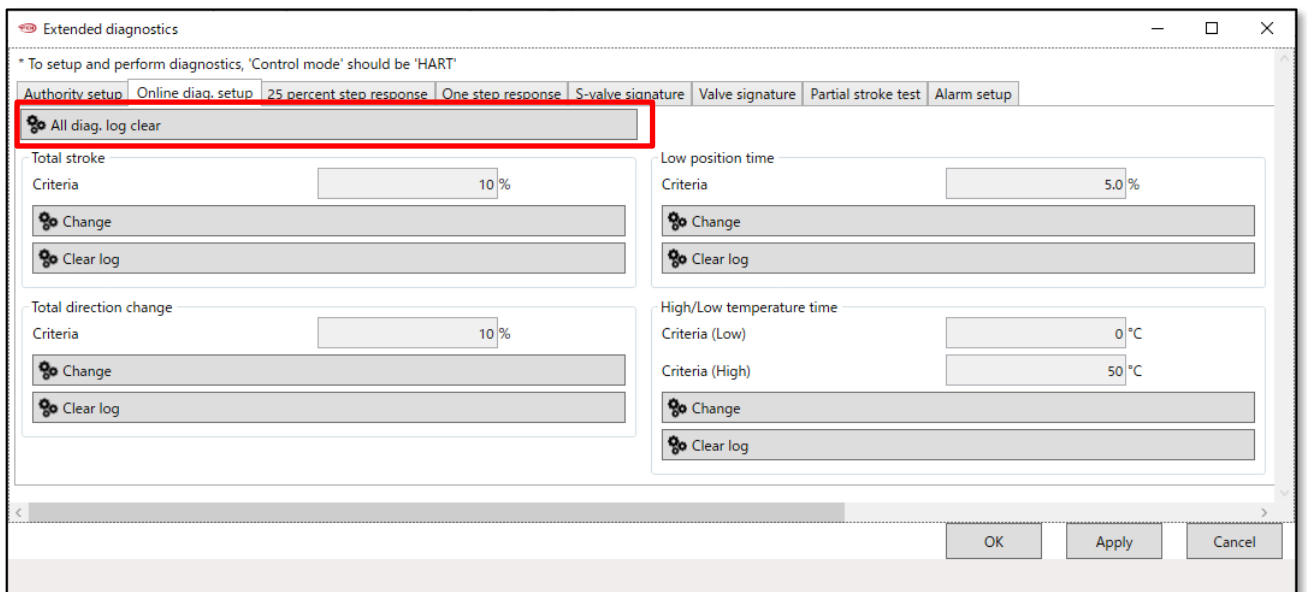 Extended diagnostics
* To setup and perform diagnostics, 'Control mode' should be 'HART'
Authority setup Online diag. setup 25 percent step response One step response S-valve signature Valve signature Partial stroke test Alarm setup
All diag. log clear
Total stroke
Criteria 10 %
Change
Clear log
Low position time
Criteria 5.0 %
Change
Clear log
Total direction change
Criteria 10 %
Change
Clear log
High/Low temperature time
Criteria (Low) 0 °C
Criteria (High) 50 °C
Change
Clear log
OK Apply Cancel